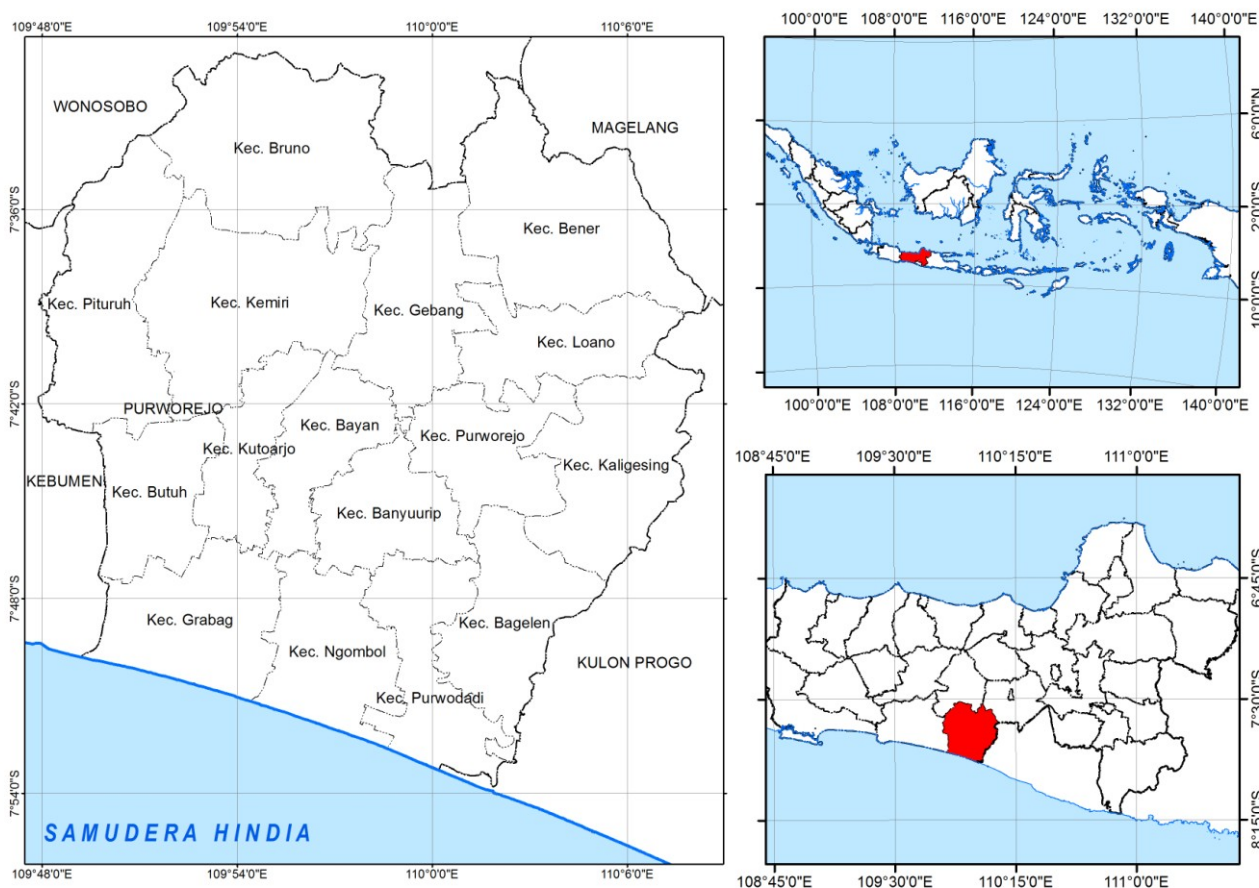 109°48'0"E 109°54'0"E 110°0'0"E 110°6'0"E
WONOSOBO
MAGELANG
Kec. Bruno
7°36'0"S
Kec. Bener
Kec. Pituruh
Kec. Kemiri
Kec. Gebang
Kec. Loano
7°42'0"S
PURWOREJO
Kec. Bayan
Kec. Purworejo
Kec. Kutoarjo
Kec. Kaligesing
KEBUMEN
Kec. Butuh
Kec. Banyuurip
7°48'0"S
Kec. Grabag
Kec. Bagelen
Kec. Ngombol
KULON PROGO
Kec. Purwodadi
7°54'0"S
SAMUDERA HINDIA
109°48'0"E 109°54'0"E 110°0'0"E 110°6'0"E
100°0'0"E 108°0'0"E 116°0'0"E 124°0'0"E 132°0'0"E 140°0'0"E
6°0'0"N
2°0'0"S
10°0'0"S
100°0'0"E 108°0'0"E 116°0'0"E 124°0'0"E 132°0'0"E 140°0'0"E
108°45'0"E 109°30'0"E 110°15'0"E 111°0'0"E
6°45'0"S
7°30'0"S
8°15'0"S
108°45'0"E 109°30'0"E 110°15'0"E 111°0'0"E